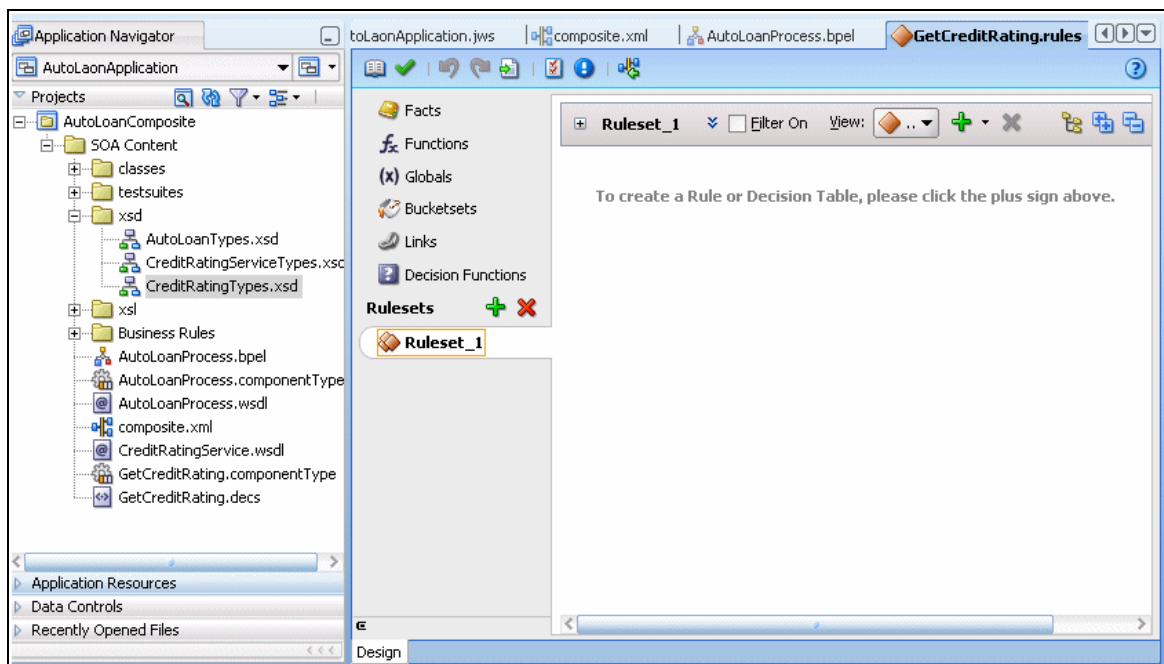 Application Navigator
toLaonApplication.jws
composite.xml
AutoLoanProcess.bpel
GetCreditRating.rules
AutoLaonApplication
Projects
AutoLoanComposite
SOA Content
classes
testsuites
xsd
AutoLoanTypes.xsd
CreditRatingServiceTypes.xsd
CreditRatingTypes.xsd
xsl
Business Rules
AutoLoanProcess.bpel
AutoLoanProcess.componentType
AutoLoanProcess.wsdl
composite.xml
CreditRatingService.wsdl
GetCreditRating.componentType
GetCreditRating.decs
Application Resources
Data Controls
Recently Opened Files
Facts
fx Functions
(x) Globals
Bucketsets
Links
Decision Functions
Rulesets
Ruleset_1
Ruleset_1
Filter On
View:
..
To create a Rule or Decision Table, please click the plus sign above.
Design